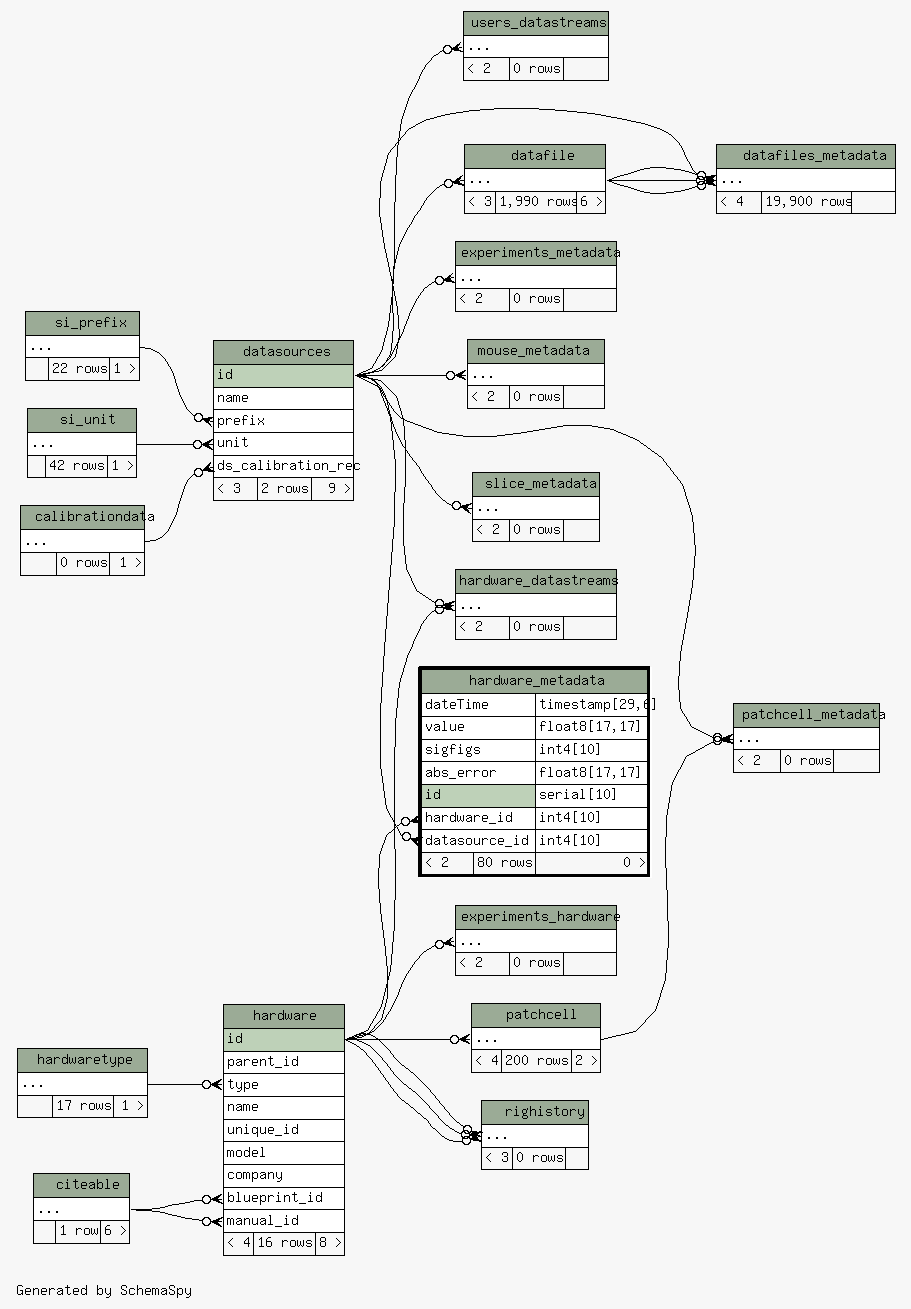 users_datastreams
...
< 2 0 rows
datafile
...
< 3 1,990 rows 6 >
datafiles_metadata
...
< 4 19,900 rows
experiments_metadata
...
< 2 0 rows
si_prefix
...
22 rows 1 >
si_unit
...
42 rows 1 >
calibrationdata
...
0 rows 1 >
datasources
id
name
prefix
unit
ds_calibration_rec
< 3 2 rows 9 >
mouse_metadata
...
< 2 0 rows
slice_metadata
...
< 2 0 rows
hardware_datastreams
...
< 2 0 rows
hardware_metadata
dateTime timestamp[29,6]
value float8[17,17]
sigfigs int4[10]
abs_error float8[17,17]
id serial[10]
hardware_id int4[10]
datasource_id int4[10]
< 2 80 rows 0 >
patchcell_metadata
...
< 2 0 rows
experiments_hardware
...
< 2 0 rows
patchcell
...
< 4 200 rows 2 >
righistory
...
< 3 0 rows
hardware
id
parent_id
type
name
unique_id
model
company
blueprint_id
manual_id
< 4 16 rows 8 >
hardwaretype
...
17 rows 1 >
citeable
...
1 row 6 >
Generated by SchemaSpy